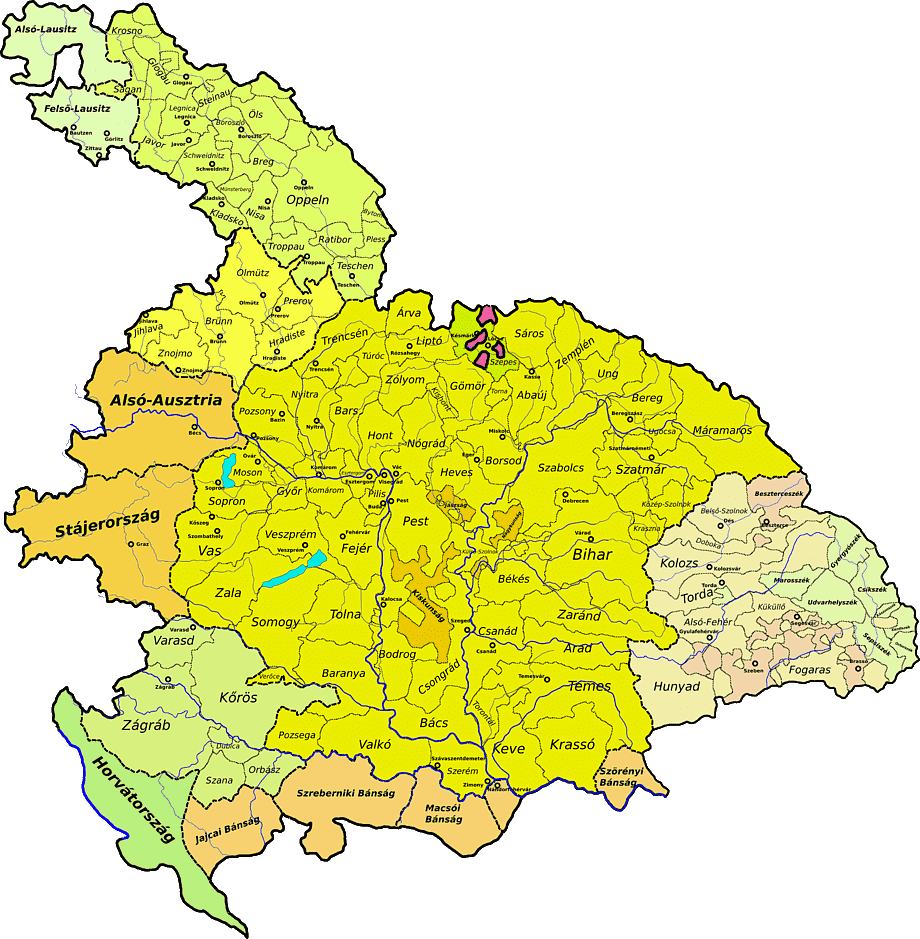 Alsó-Lausitz
Krosno
Glogau
Glogau
Sagan
Steinau
Felső-Lausitz
Legnica
Legnica
Boroszló
Boroszló
Öls
Bautzen
Görlitz
Zittau
Javor
Javor
Schweidnitz
Schweidnitz
Breg
Münsterberg
Oppeln
Oppeln
Kladsko
Kladsko
Nisa
Nisa
Bytom
Troppau
Troppau
Ratibor
Pless
Teschen
Teschen
Olmütz
Olmütz
Prerov
Prerov
Jihlava
Jihlava
Brünn
Brünn
Hrádiste
Hradiste
Znojmo
Znojmo
Árva
Trencsén
Trencsén
Liptó
Rózsahegy
Túróc
Késmárk
Szepes
Sáros
Zemplén
Kassa
Ung
Alsó-Ausztria
Bécs
Nyitra
Nyitra
Zólyom
Gömör
Torna
Abaúj
Kishont
Bereg
Beregszász
Pozsony
Bazin
Pozsony
Bars
Hont
Nógrád
Miskolc
Ugocsa
Máramaros
Szatmárnémeti
Szatmár
Eger
Borsod
Heves
Szabolcs
Óvár
Moson
Sopron
Sopron
Komárom
Komárom
Esztergom
Esztergom
Visegrád
Vác
Győr
Pilis
Buda
Pest
Pest
Jászság
Nagykunság
Debrecen
Közép-Szolnok
Kraszna
Beszterceszék
Beszterce
Belső-Szolnok
Dés
Doboka
Stájerország
Graz
Kőszeg
Szombathely
Vas
Veszprém
Veszprém
Fehérvár
Fejér
Külső-Szolnok
Várad
Bihar
Kolozs
Kolozsvár
Torda
Torda
Gyergyószék
Marosszék
Csíkszék
Udvarhelyszék
Zala
Somogy
Tolna
Kalocsa
Kiskunság
Békés
Zaránd
Szeged
Csanád
Csanád
Arad
Alsó-Fehér
Gyulafehérvár
Küküllő
Segesvár
Sepsiszék
Varasd
Varasd
Bodrog
Csongrád
Temesvár
Temes
Hunyad
Szeben
Fogaras
Brassó
Verőce
Baranya
Zágráb
Zágráb
Kőrös
Torontál
Bács
Pozsega
Valkó
Keve
Krassó
Dubica
Szávaszentdemeter
Szerém
Zimony
Nándorfehérvár
Szörényi
Bánság
Orbász
Szana
Horvátország
Szreberniki Bánság
Macsói
Bánság
Jajcai Bánság